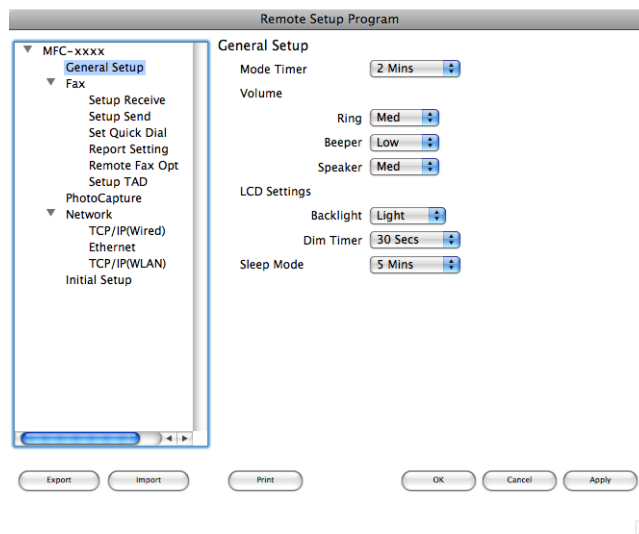 Remote Setup Program
MFC-xxxx
General Setup
Fax
Setup Receive
Setup Send
Set Quick Dial
Report Setting
Remote Fax Opt
Setup TAD
PhotoCapture
Network
TCP/IP(Wired)
Ethernet
TCP/IP(WLAN)
Initial Setup
General Setup
Mode Timer 2 Mins
Volume
Ring Med
Beeper Low
Speaker Med
LCD Settings
Backlight Light
Dim Timer 30 Secs
Sleep Mode 5 Mins
Export Import Print OK Cancel Apply